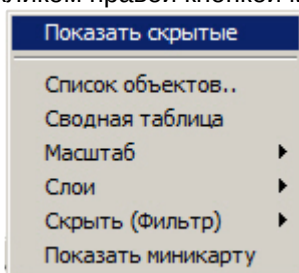 Показать скрытые
Список объектов..
Сводная таблица
Масштаб
Слои
Скрыть (Фильтр)
Показать миникарту